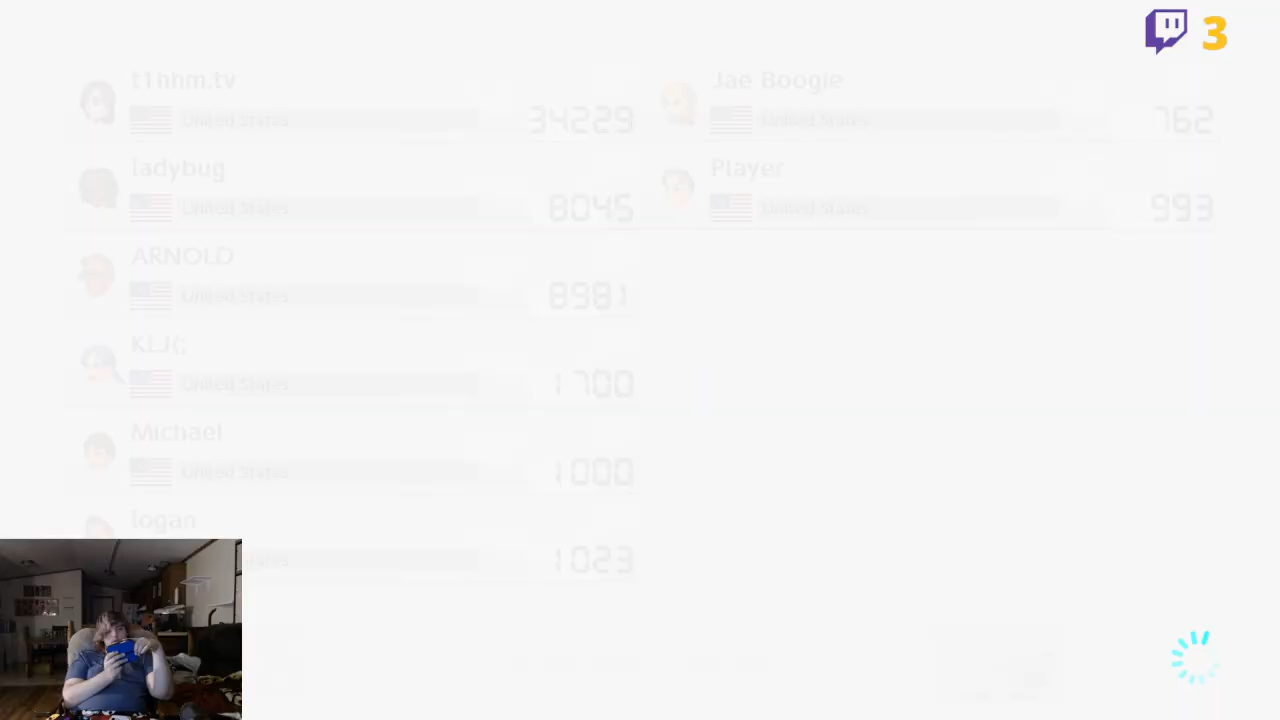 3
t1hhm.tv
United States 34229
Jae Boogie
United States 762
ladybug
United States 8045
Player
United States 993
ARNOLD
United States 8981
KLJ(;
United States 1700
Michael
United States 1000
logan
1023